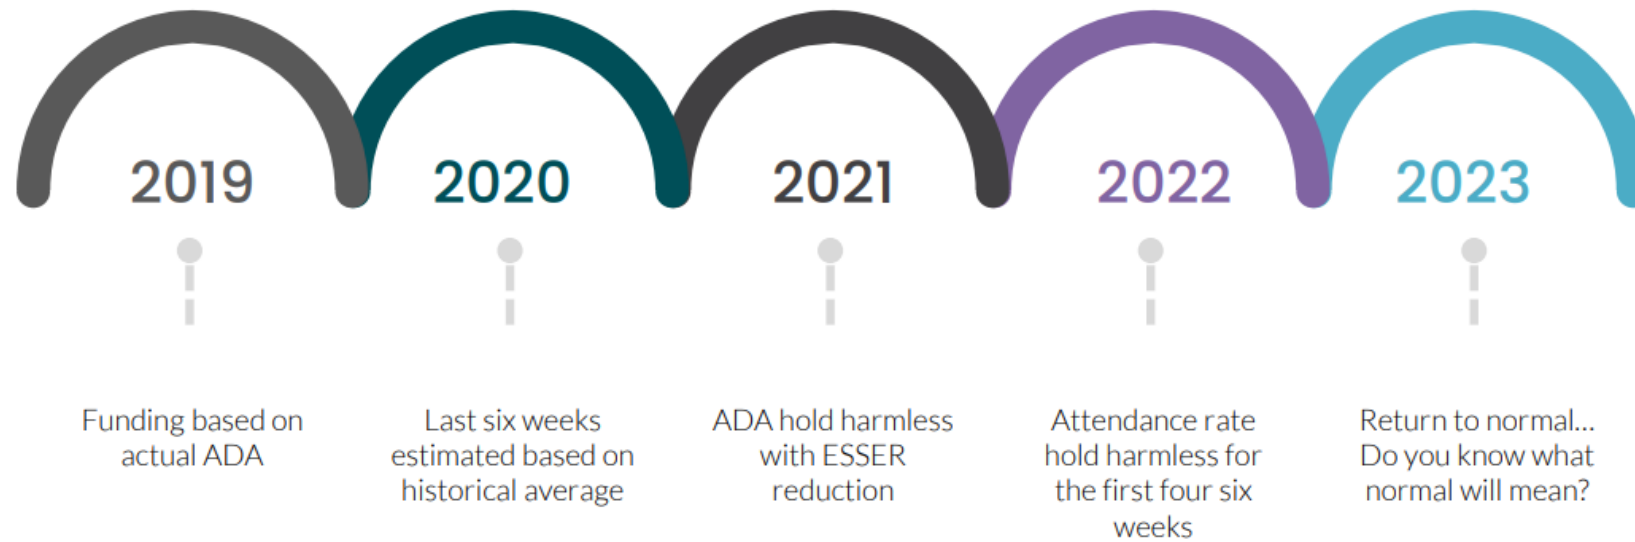 2019
2020
2021
2022
2023
Funding based on
actual ADA
Last six weeks
estimated based on
historical average
ADA hold harmless
with ESSER
reduction
Attendance rate
hold harmless for
the first four six
weeks
Return to normal...
Do you know what
normal will mean?